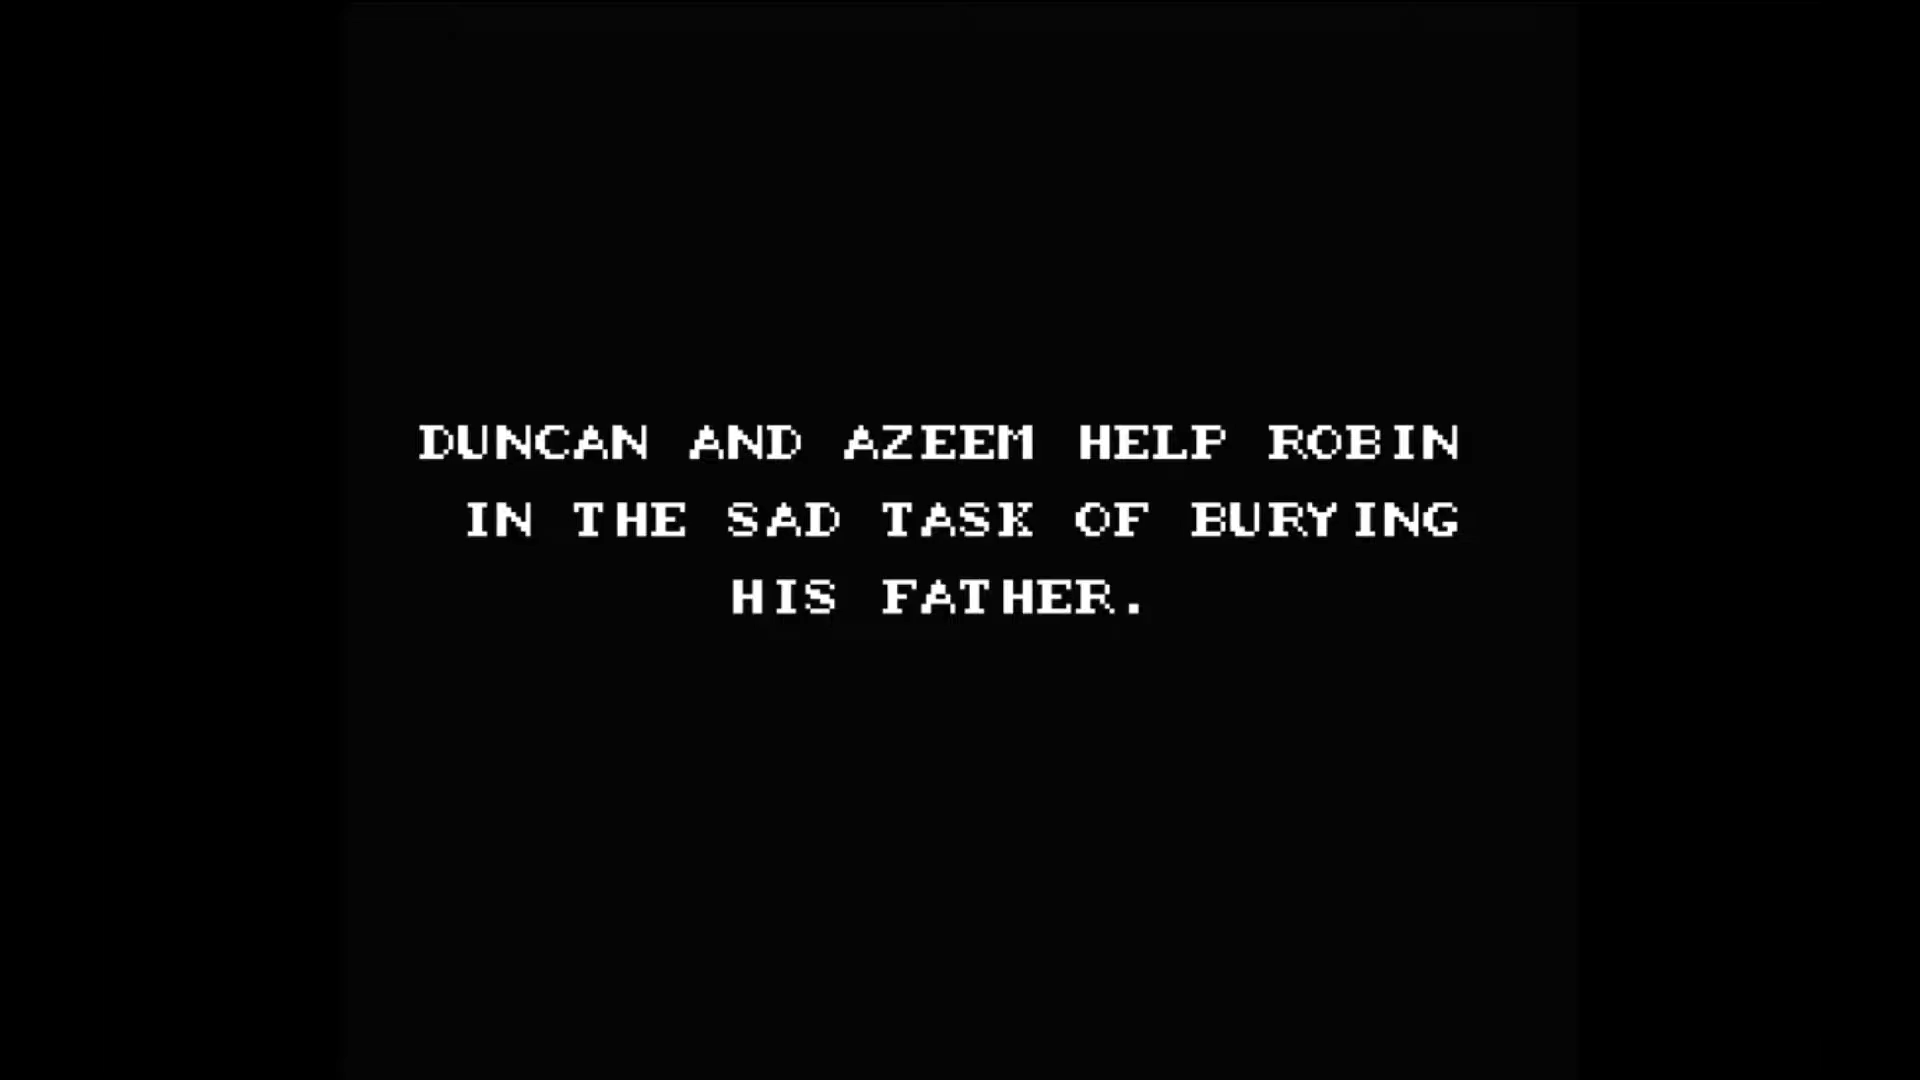 DUNCAN AND AZEEM HELP ROBIN
IN THE SAD TASK OF BURYING
HIS FATHER.